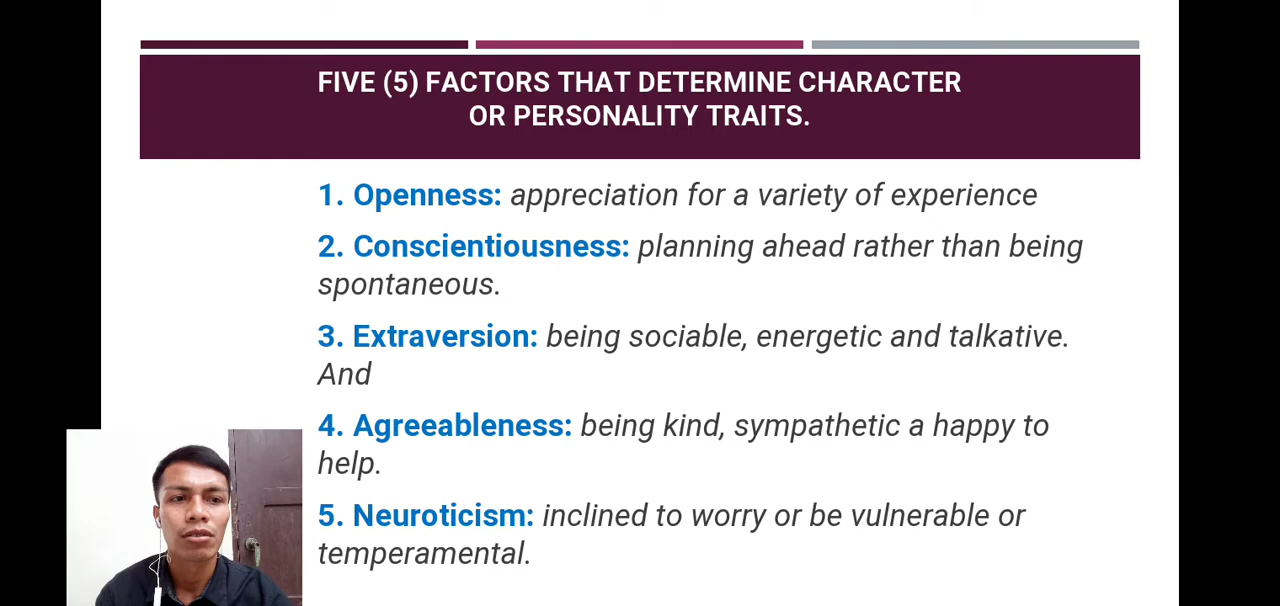 FIVE (5) FACTORS THAT DETERMINE CHARACTER
OR PERSONALITY TRAITS.
1. Openness: appreciation for a variety of experience
2. Conscientiousness: planning ahead rather than being
spontaneous.
3. Extraversion: being sociable, energetic and talkative.
And
4. Agreeableness: being kind, sympathetic a happy to
help.
5. Neuroticism: inclined to worry or be vulnerable or
temperamental.